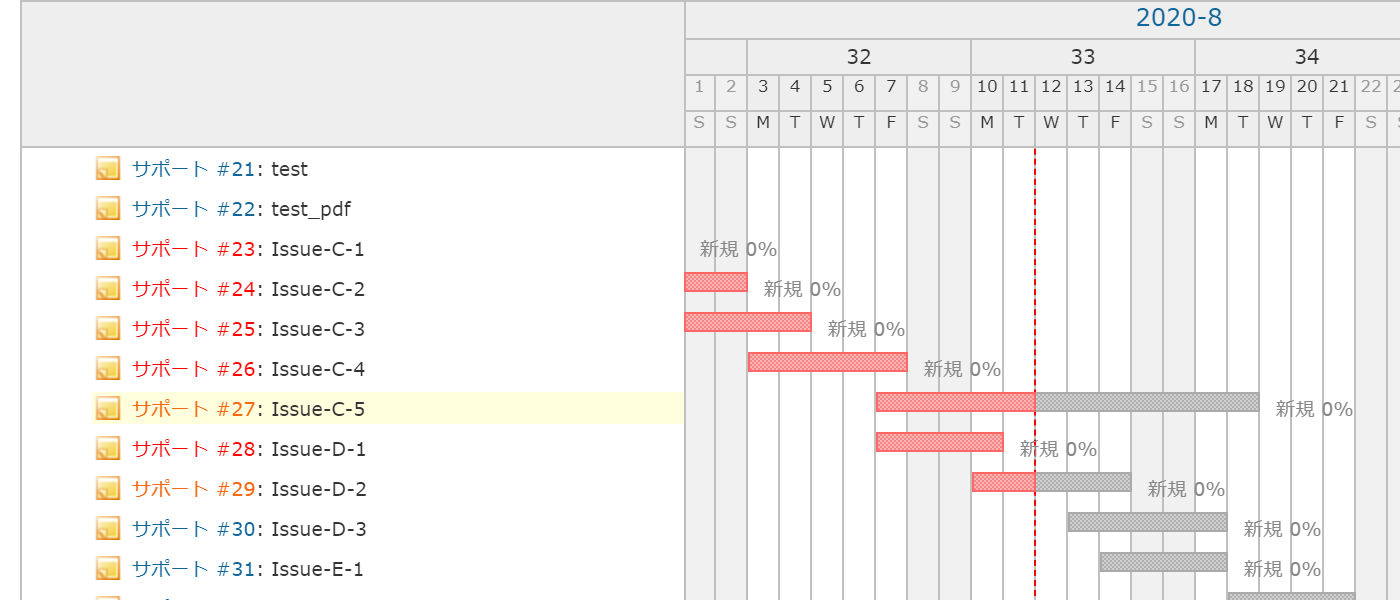 2020-8
32 33 34
1 2 3 4 5 6 7 8 9 10 11 12 13 14 15 16 17 18 19 20 21 22
S S M T W T F S S M T W T F S S M T W T F S
サポート #21: test
サポート #22: test_pdf
サポート #23: Issue-C-1 新規 0%
サポート #24: Issue-C-2 新規 0%
サポート #25: Issue-C-3 新規 0%
サポート #26: Issue-C-4 新規 0%
サポート #27: Issue-C-5 新規 0%
サポート #28: Issue-D-1 新規 0%
サポート #29: Issue-D-2 新規 0%
サポート #30: Issue-D-3 新規 0%
サポート #31: Issue-E-1 新規 0%